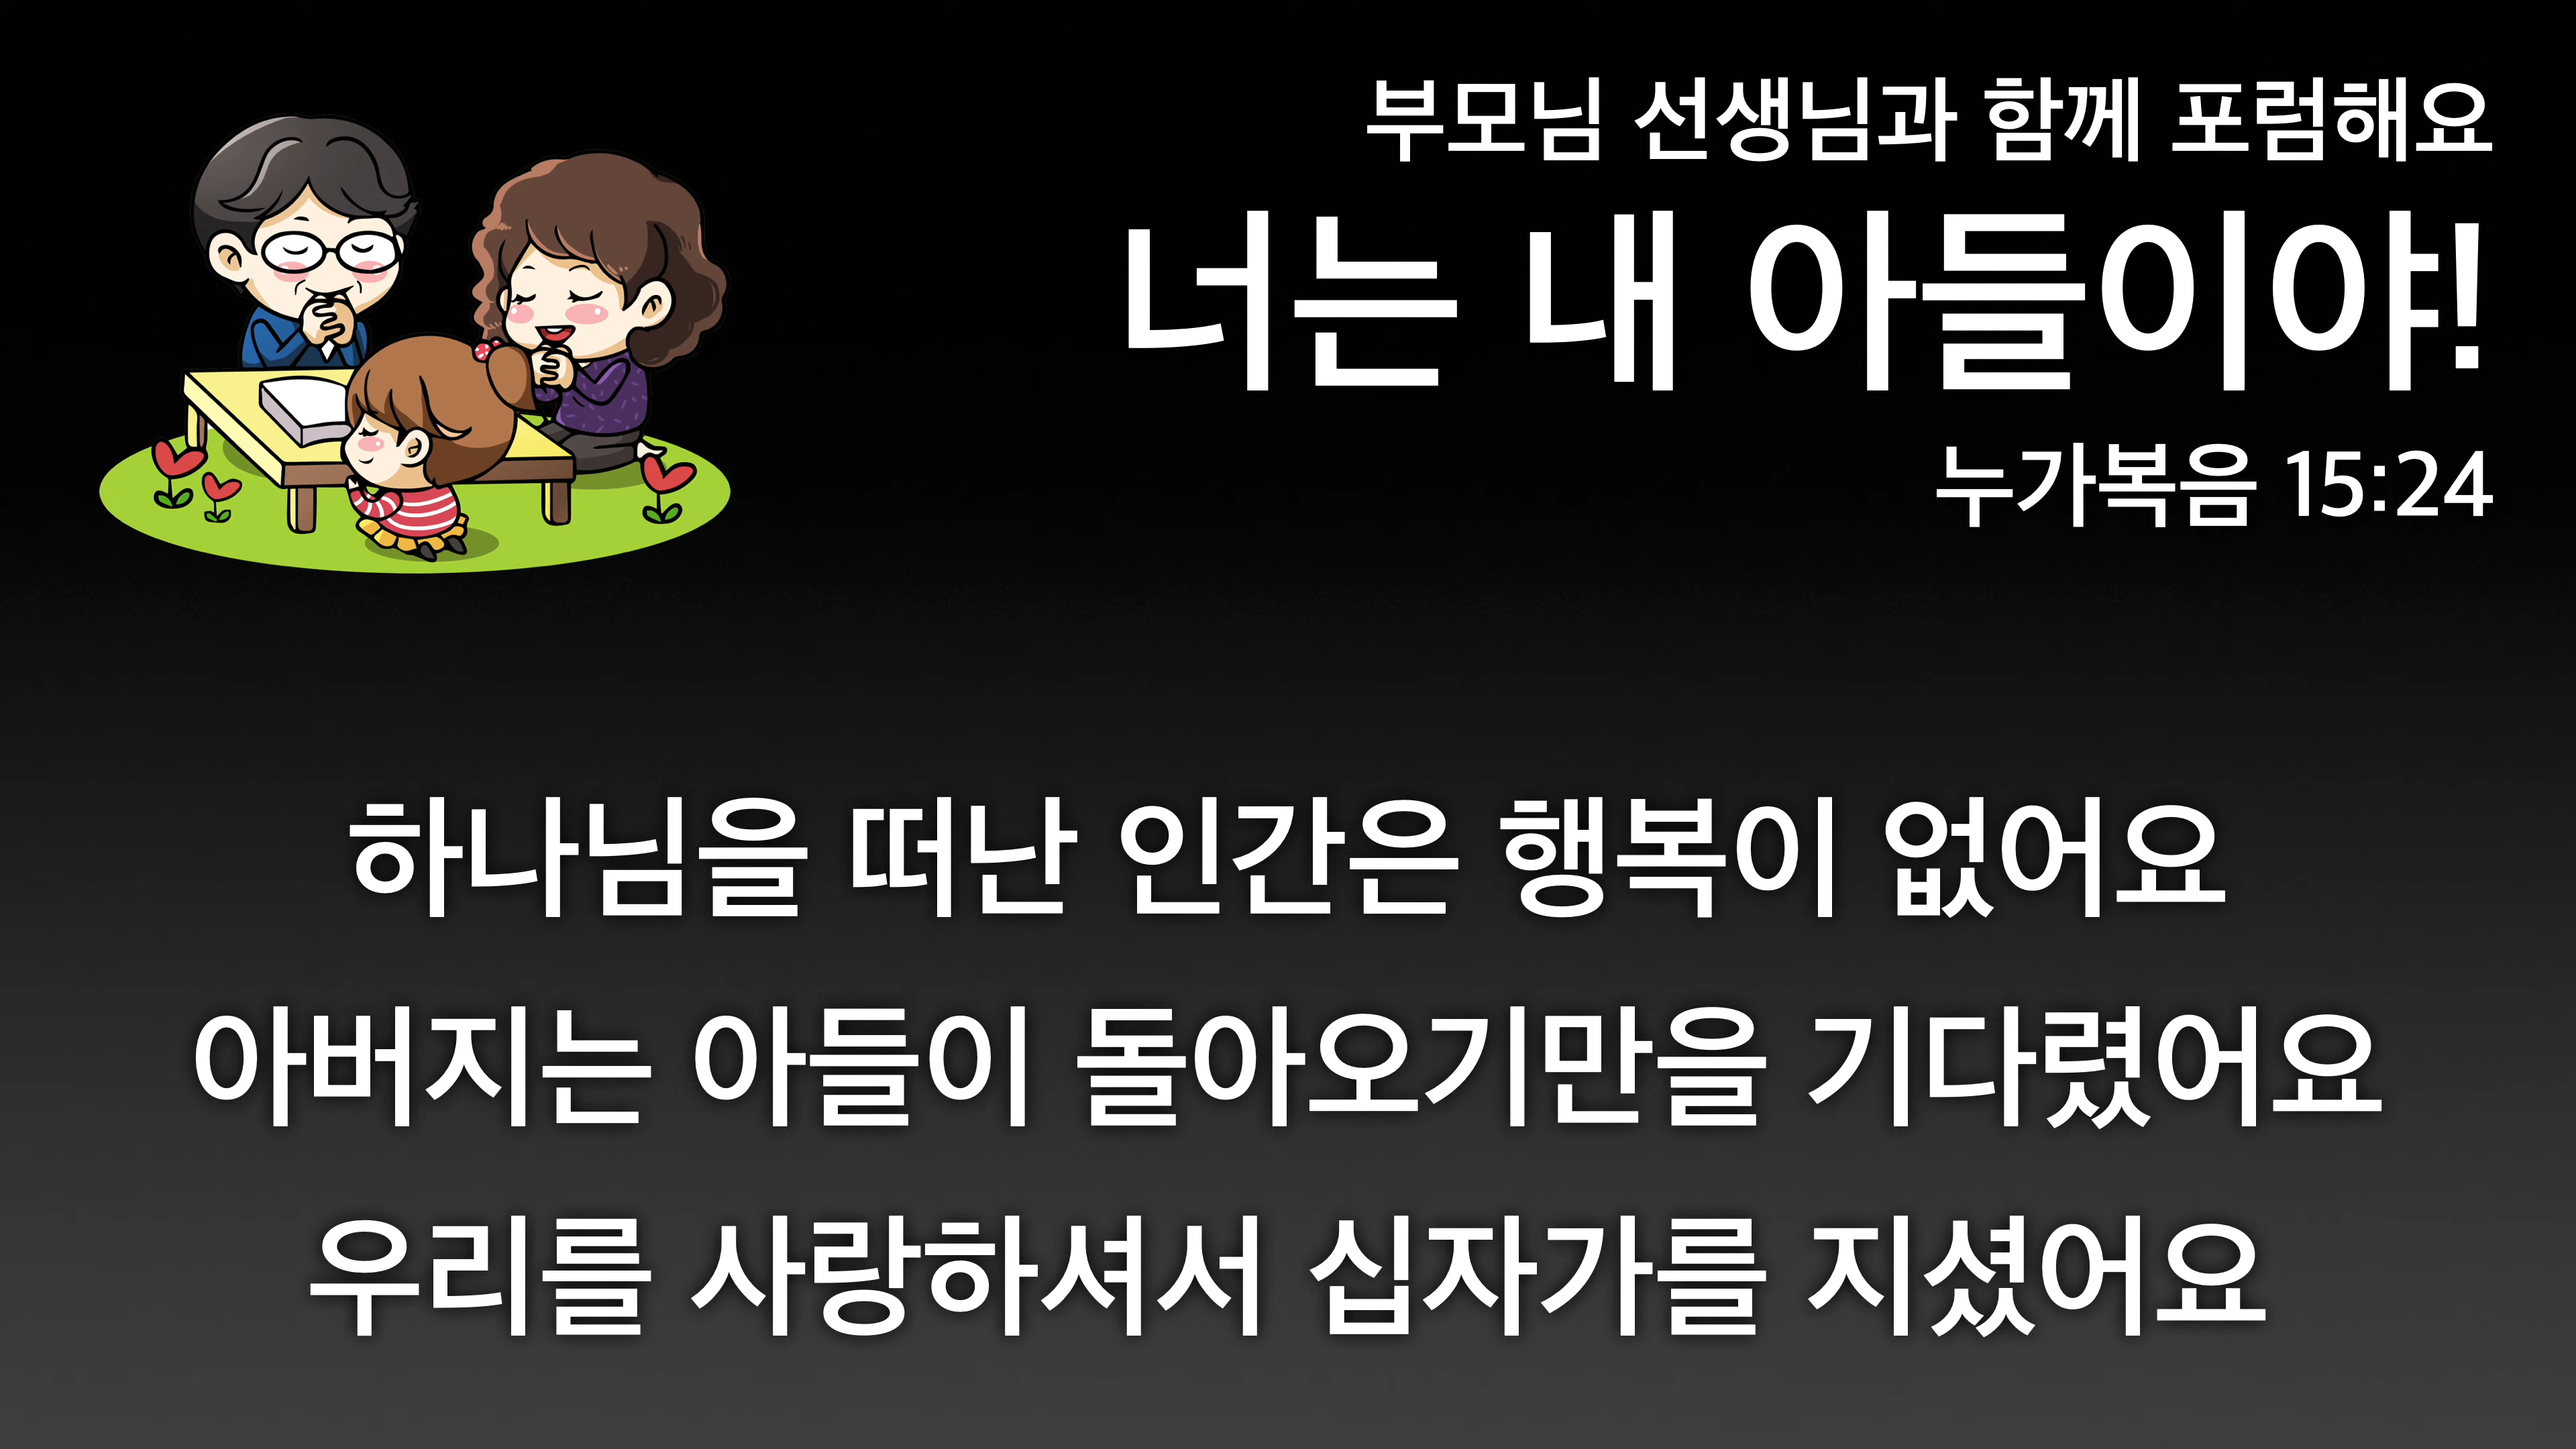 부모님 선생님과 함께 포럼해요
너는 내 아들이야!
누가복음 15:24
하나님을 떠난 인간은 행복이 없어요
아버지는 아들이 돌아오기만을 기다렸어요
우리를 사랑하셔서 십자가를 지셨어요